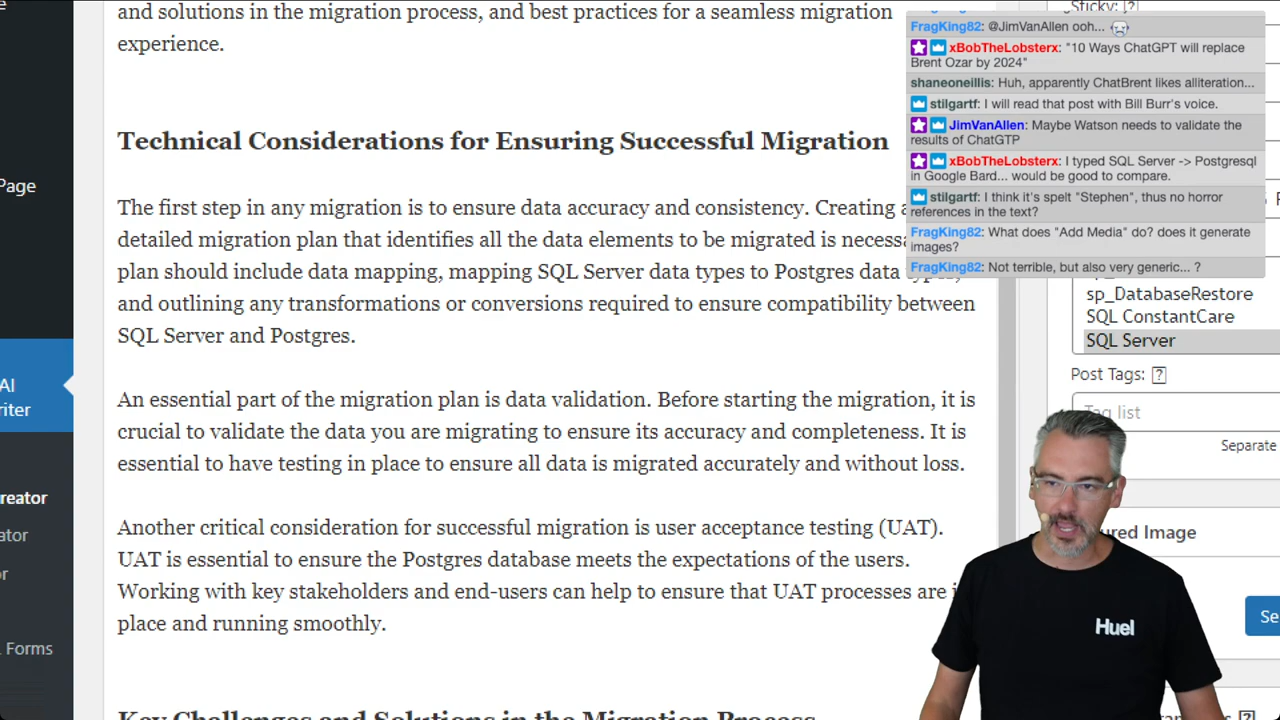 and solutions in the migration process, and best practices for a seamless migration
experience.
Technical Considerations for Ensuring Successful Migration
The first step in any migration is to ensure data accuracy and consistency. Creating a
detailed migration plan that identifies all the data elements to be migrated is necessa
plan should include data mapping, mapping SQL Server data types to Postgres data types,
and outlining any transformations or conversions required to ensure compatibility between
SQL Server and Postgres.
An essential part of the migration plan is data validation. Before starting the migration, it is
crucial to validate the data you are migrating to ensure its accuracy and completeness. It is
essential to have testing in place to ensure all data is migrated accurately and without loss.
Another critical consideration for successful migration is user acceptance testing (UAT).
UAT is essential to ensure the Postgres database meets the expectations of the users.
Working with key stakeholders and end-users can help to ensure that UAT processes are i
place and running smoothly.
Key Challenges and Solutions in the Migration Process
Page
AI
riter
reator
ator
r
Forms
Sticky: [?]
FragKing82: @JimVanAllen ooh...
xBobTheLobsterx: "10 Ways ChatGPT will replace
Brent Ozar by 2024"
shaneoneillis: Huh, apparently ChatBrent likes alliteration...
stilgartf: I will read that post with Bill Burr's voice.
JimVanAllen: Maybe Watson needs to validate the
results of ChatGTP
xBobTheLobsterx: I typed SQL Server -> Postgresql
in Google Bard... would be good to compare.
stilgartf: I think it's spelt "Stephen", thus no horror
references in the text?
FragKing82: What does "Add Media" do? does it generate
images?
FragKing82: Not terrible, but also very generic... ?
sp_DatabaseRestore
SQL ConstantCare
SQL Server
Post Tags: [?]
Tag list
Separate
ured Image
Se
Huel